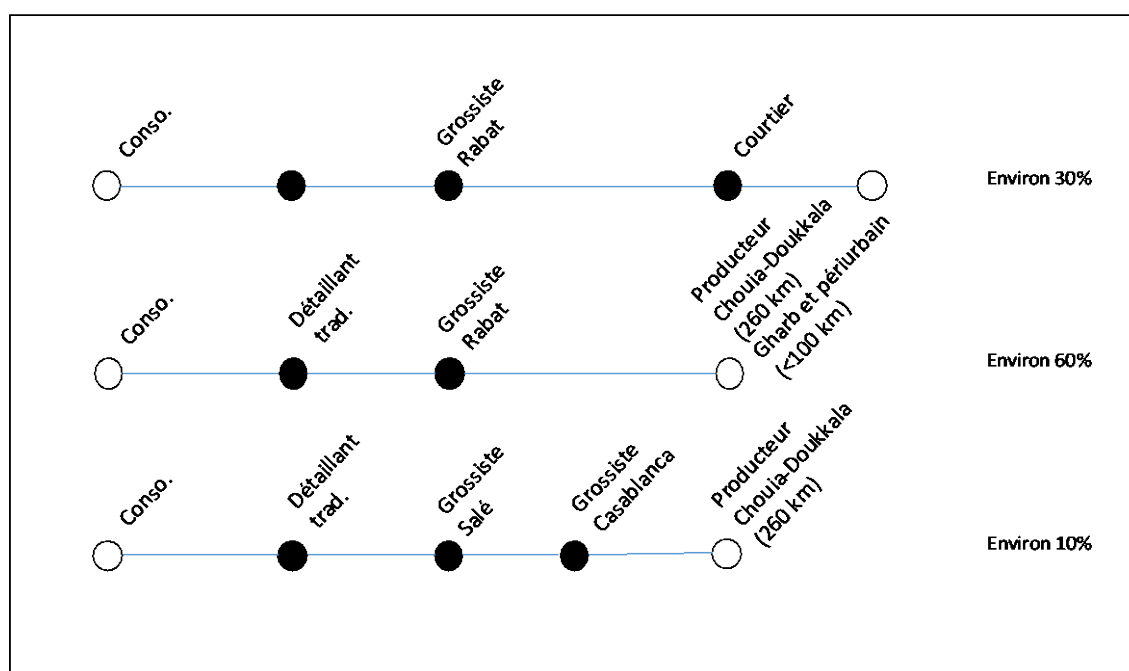 Conso.
Grossiste
Rabat
Courtier
Environ 30%
Conso.
Détaillant
trad.
Grossiste
Rabat
Producteur
Chouia-Doukkala
(260 km)
Gharb et périurbain
(<100 km)
Environ 60%
Conso.
Détaillant
trad.
Grossiste
Salé
Grossiste
Casablanca
Producteur
Chouia-Doukkala
(260 km)
Environ 10%